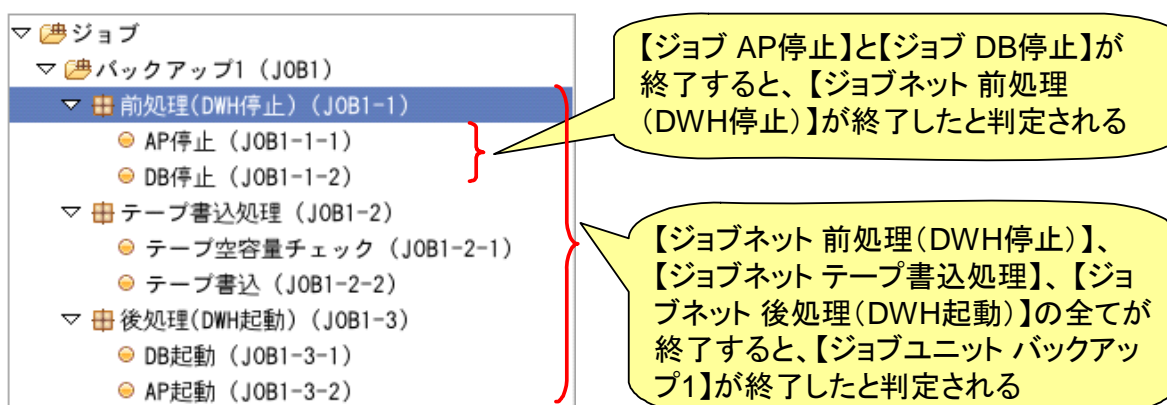 ジョブ
バックアップ1 (JOB1)
前処理(DWH停止) (JOB1-1)
AP停止 (JOB1-1-1)
DB停止 (JOB1-1-2)
テープ書込処理 (JOB1-2)
テープ空容量チェック (JOB1-2-1)
テープ書込 (JOB1-2-2)
後処理(DWH起動) (JOB1-3)
DB起動 (JOB1-3-1)
AP起動 (JOB1-3-2)
【ジョブ AP停止】と【ジョブ DB停止】が
終了すると、【ジョブネット 前処理
(DWH停止)】が終了したと判定される
【ジョブネット 前処理(DWH停止)】、
【ジョブネット テープ書込処理】、【ジョ
ブネット 後処理(DWH起動)】の全てが
終了すると、【ジョブユニット バックアッ
プ1】が終了したと判定される